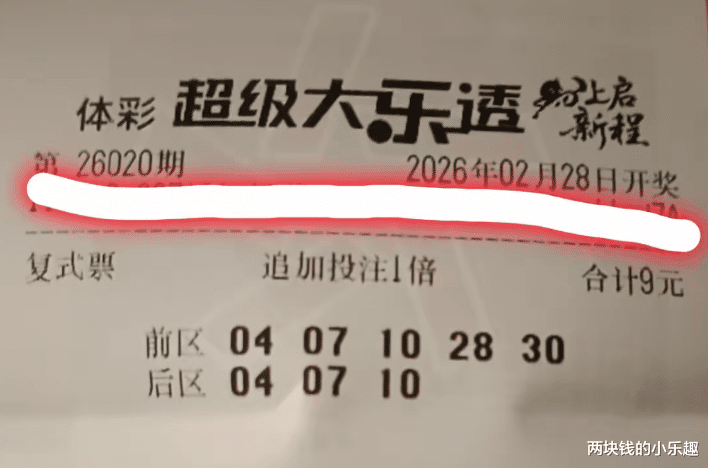 体彩 超级大乐透 马上启
新程
第 26020期 2026年02月28日开奖
复式票 追加投注1倍 合计9元
前区 04 07 10 28 30
后区 04 07 10
两块钱的小乐趣